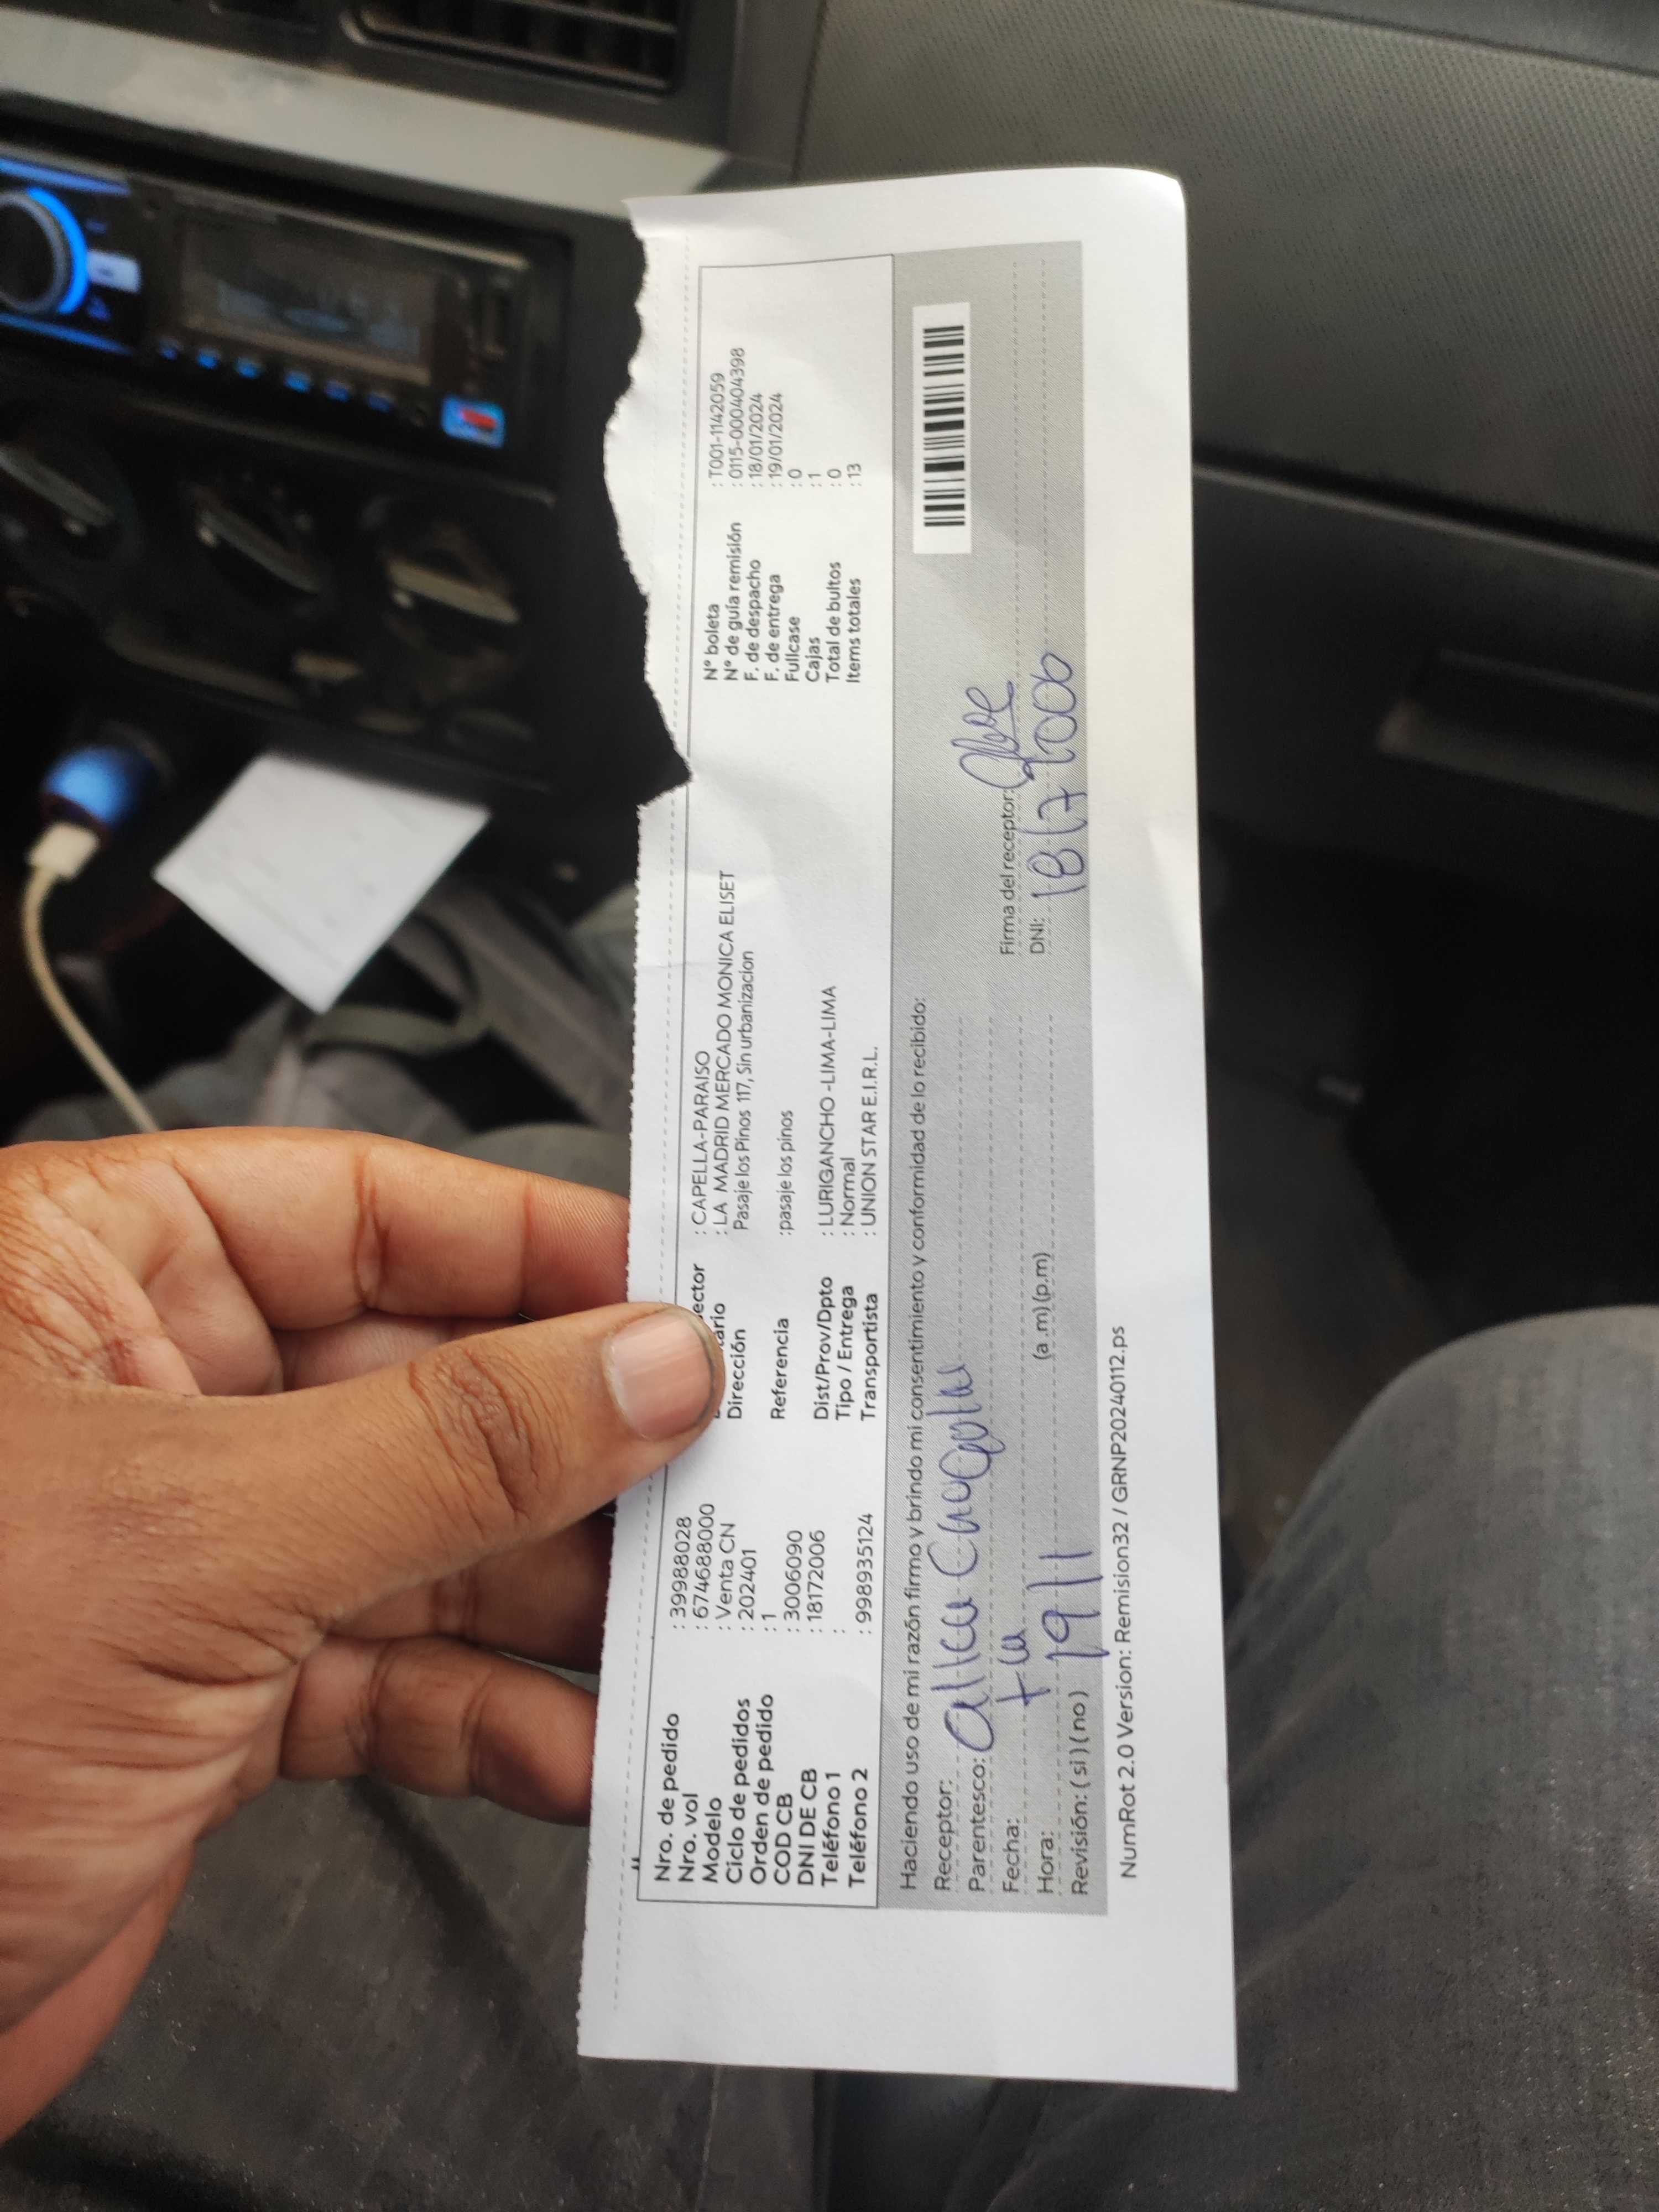 Nro. de pedido : 39988028
Nro. vol : 674688000
Modelo : Venta CN
Ciclo de pedidos : 202401
Orden de pedido : 1
COD CB : 3006090
DNI DE CB : 18172006
Teléfono 1 :
Teléfono 2 : 998935124
ector : CAPELLA-PARAISO
tario : LA MADRID MERCADO MONICA ELISET
Dirección Pasaje los Pinos 117, Sin urbanizacion
Referencia :pasaje los pinos
Dist/Prov/Dpto : LURIGANCHO -LIMA-LIMA
Tipo / Entrega : Normal
Transportista : UNION STAR E.I.R.L.
N° boleta : T001-1142059
N° de guía remisión : 0115-000404398
F. de despacho : 18/01/2024
F. de entrega : 19/01/2024
Fullcase : 0
Cajas : 1
Total de bultos : 0
Items totales : 13
Haciendo uso de mi razón firmo y brindo mi consentimiento y conformidad de lo recibido:
Receptor:
Parentesco:
Fecha:
Hora: 19/1 (a .m) (p.m)
Revisión: ( si ) ( no )
Firma del receptor:
DNI: 18172006
NumRot 2.0 Version: Remision32 / GRNP20240112.ps